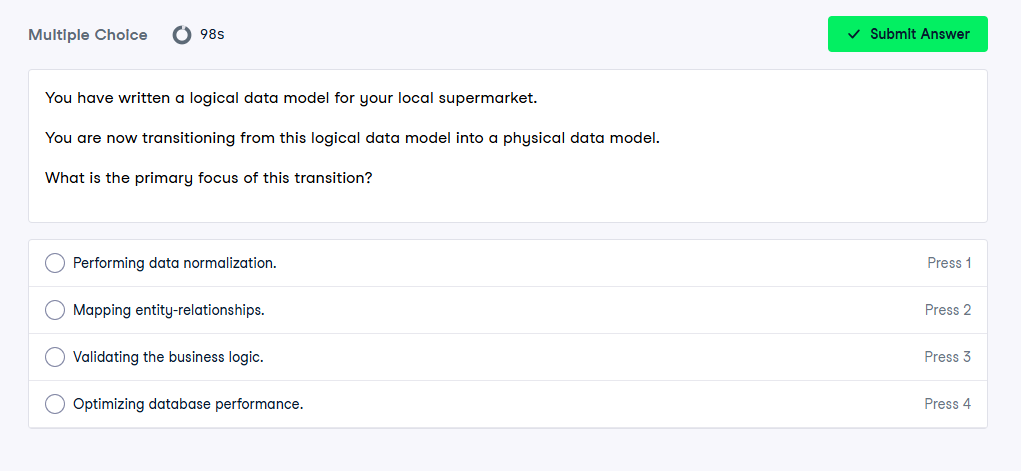 Multiple Choice 98s Submit Answer
You have written a logical data model for your local supermarket.
You are now transitioning from this logical data model into a physical data model.
What is the primary focus of this transition?
Performing data normalization. Press 1
Mapping entity-relationships. Press 2
Validating the business logic. Press 3
Optimizing database performance. Press 4